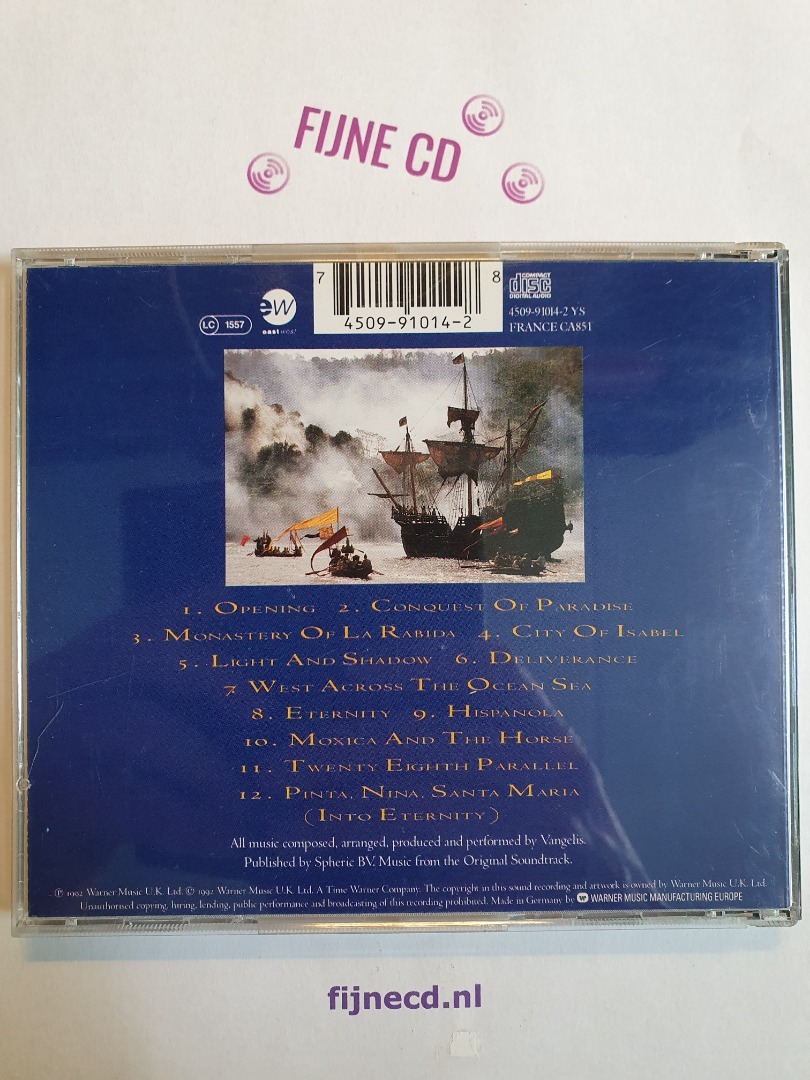 FIJNE CD
7 8
4509-91014-2
LC 1557
ew
eastwest
COMPACT
disc
DIGITAL AUDIO
4509-91014-2 YS
FRANCE CA851
1. OPENING 2. CONQUEST OF PARADISE
3. MONASTERY OF LA RABIDA 4. CITY OF ISABEL
5. LIGHT AND SHADOW 6. DELIVERANCE
7 WEST ACROSS THE OCEAN SEA
8. ETERNITY 9. HISPANOLA
10. MOXICA AND THE HORSE
11. TWENTY EIGHTH PARALLEL
12. PINTA, NINA, SANTA MARIA
(INTO ETERNITY)
All music composed, arranged, produced and performed by Vangelis.
Published by Spheric BV. Music from the Original Soundtrack.
℗ 1992 Warner Music U.K. Ltd. © 1992 Warner Music U.K. Ltd. A Time Warner Company. The copyright in this sound recording and artwork is owned by Warner Music U.K. Ltd.
Unauthorised copying, hiring, lending, public performance and broadcasting of this recording prohibited. Made in Germany by WARNER MUSIC MANUFACTURING EUROPE
fijnecd.nl